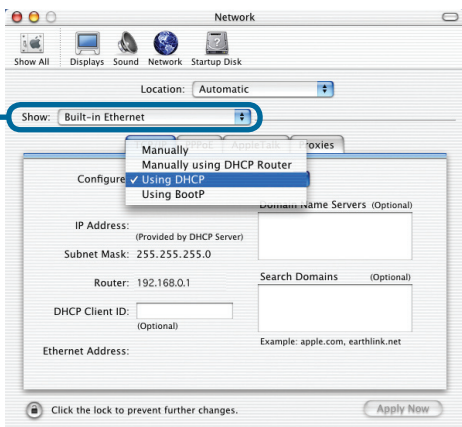 Network
Show All Displays Sound Network Startup Disk
Location: Automatic
Show: Built-in Ethernet
PPPoE AppleTalk Proxies
Configure
Manually
Manually using DHCP Router
✓ Using DHCP
Using BootP
Domain Name Servers (Optional)
IP Address:
(Provided by DHCP Server)
Subnet Mask: 255.255.255.0
Router: 192.168.0.1
Search Domains (Optional)
DHCP Client ID:
(Optional)
Example: apple.com, earthlink.net
Ethernet Address:
Click the lock to prevent further changes.
Apply Now